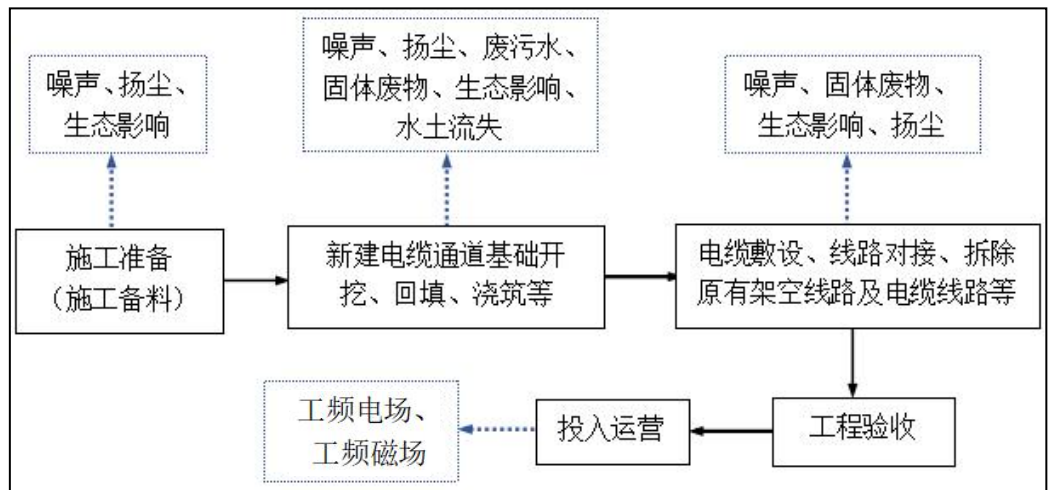 噪声、扬尘、
生态影响
噪声、扬尘、废污水、
固体废物、生态影响、
水土流失
噪声、固体废物、
生态影响、扬尘
施工准备
（施工备料）
新建电缆通道基础开
挖、回填、浇筑等
电缆敷设、线路对接、拆除
原有架空线路及电缆线路等
工频电场、
工频磁场
投入运营
工程验收